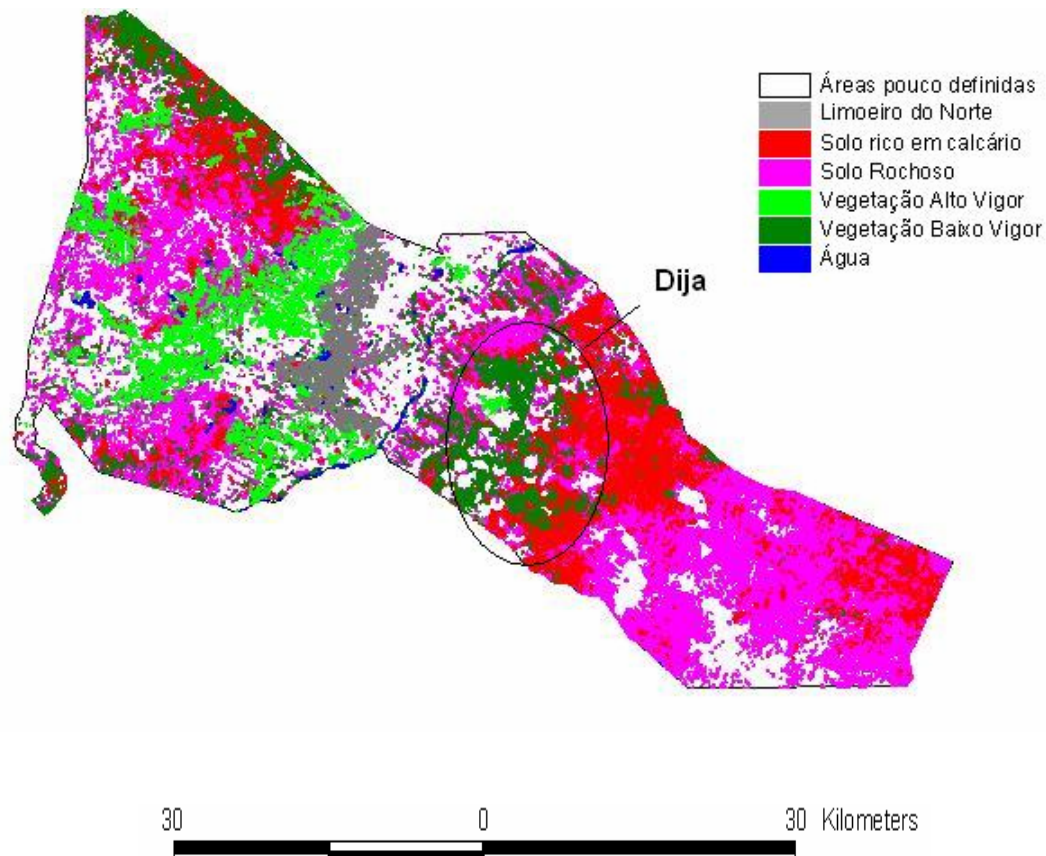 Áreas pouco definidas
Limoeiro do Norte
Solo rico em calcário
Solo Rochoso
Vegetação Alto Vigor
Vegetação Baixo Vigor
Água
Dija
30 0 30 Kilometers